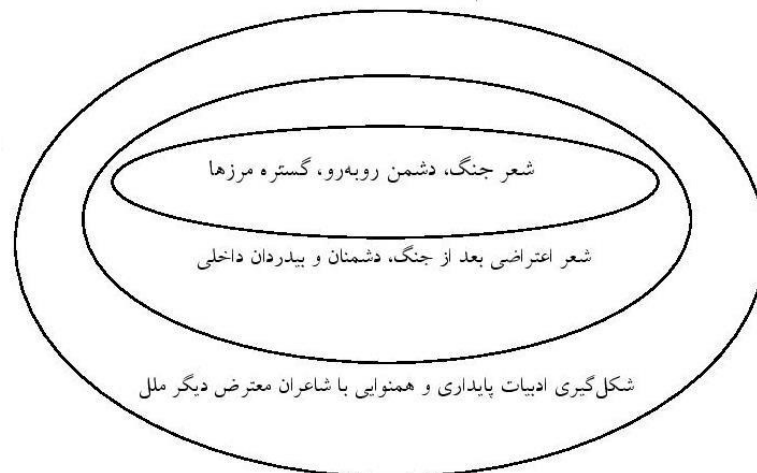 شعر جنگ، دشمن روبه‌رو، گستره مرزها
شعر اعتراضی بعد از جنگ، دشمنان و بیدردان داخلی
شکل‌گیری ادبیات پایداری و همنوایی با شاعران معترض دیگر ملل